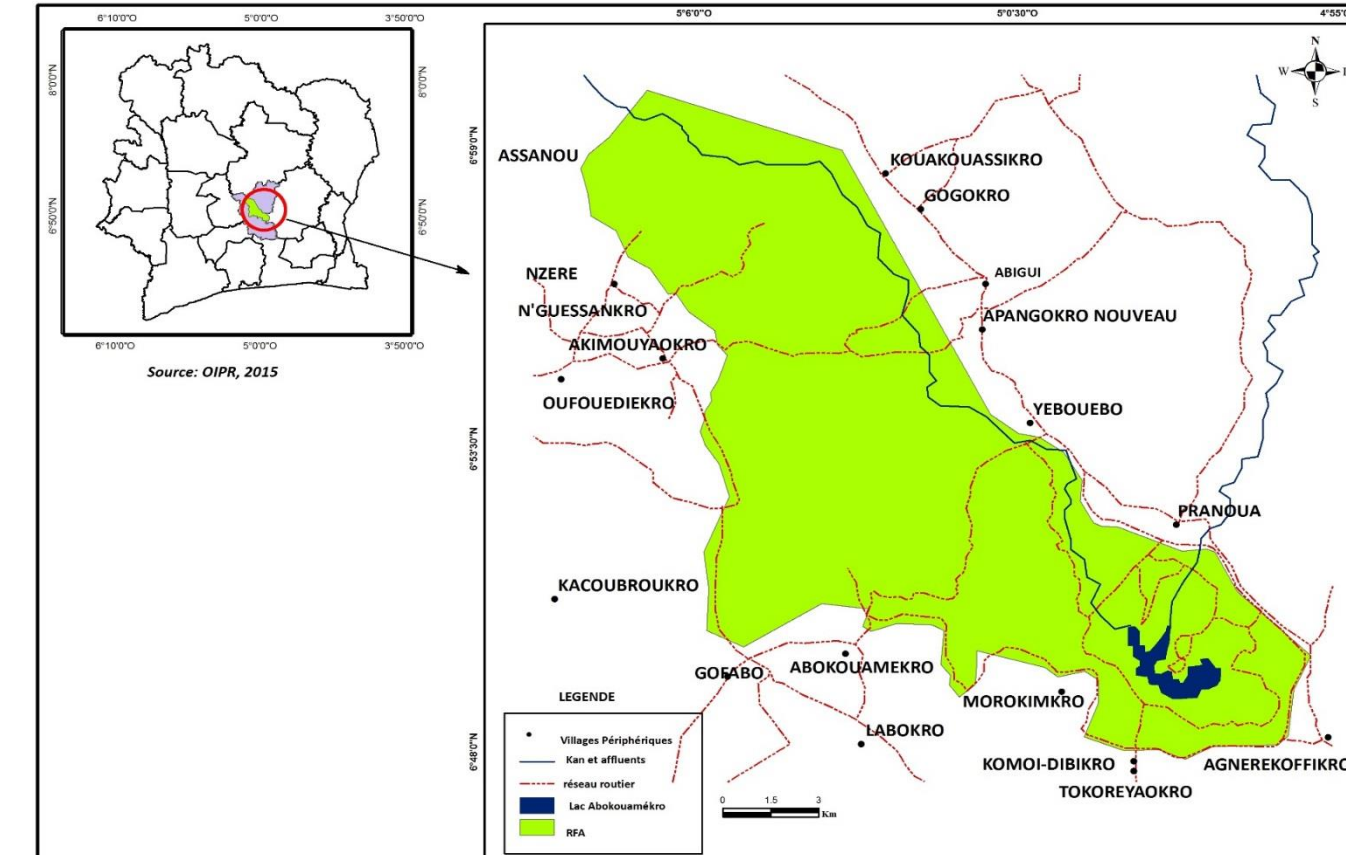 6°10'0"O 5°0'0"O 3°50'0"O
8°0'0"N
8°0'0"N
6°50'0"N
6°50'0"N
6°10'0"O 5°0'0"O 3°50'0"O
Source: OIPR, 2015
5°6'0"O 5°0'30"O 4°55'0"
N
W
S
6°59'0"N
6°53'30"N
6°48'0"N
ASSANOU
KOUAKOUASSIKRO
GOGOKRO
NZERE
ABIGUI
N'GUESSANKRO
APANGOKRO NOUVEAU
AKIMOUYAOKRO
OUFOUEDIEKRO
YEBOUEBO
PRANOUA
KACOUBROUKRO
GOFABO
ABOKOUAMEKRO
MOROKIMKRO
LABOKRO
KOMOI-DIBIKRO
AGNEREKOFFIKRO
TOKOREYAOKRO
LEGENDE
Villages Périphériques
Kan et affluents
réseau routier
Lac Abokouamékro
RFA
0 1.5 3
Km